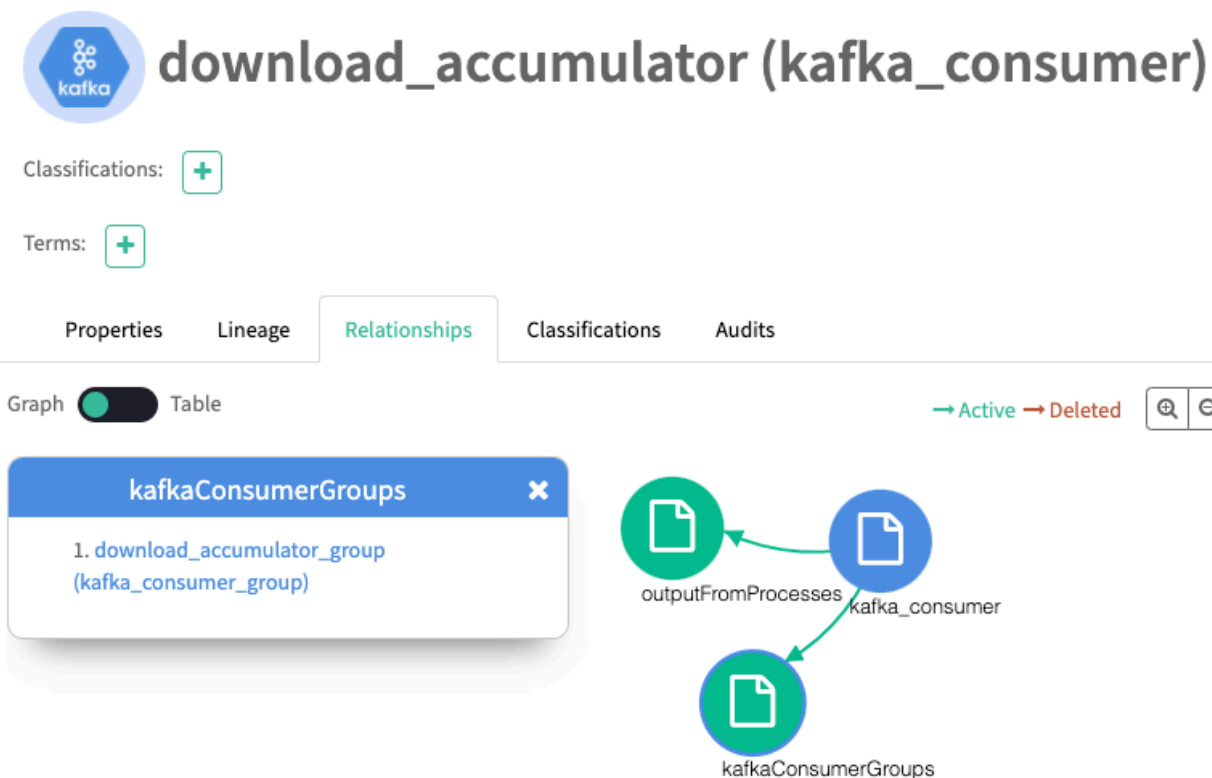 kafka
download_accumulator (kafka_consumer)
Classifications:
Terms:
Properties Lineage Relationships Classifications Audits
Graph Table
Active Deleted
kafkaConsumerGroups
1. download_accumulator_group
(kafka_consumer_group)
outputFromProcesses
kafka_consumer
kafkaConsumerGroups